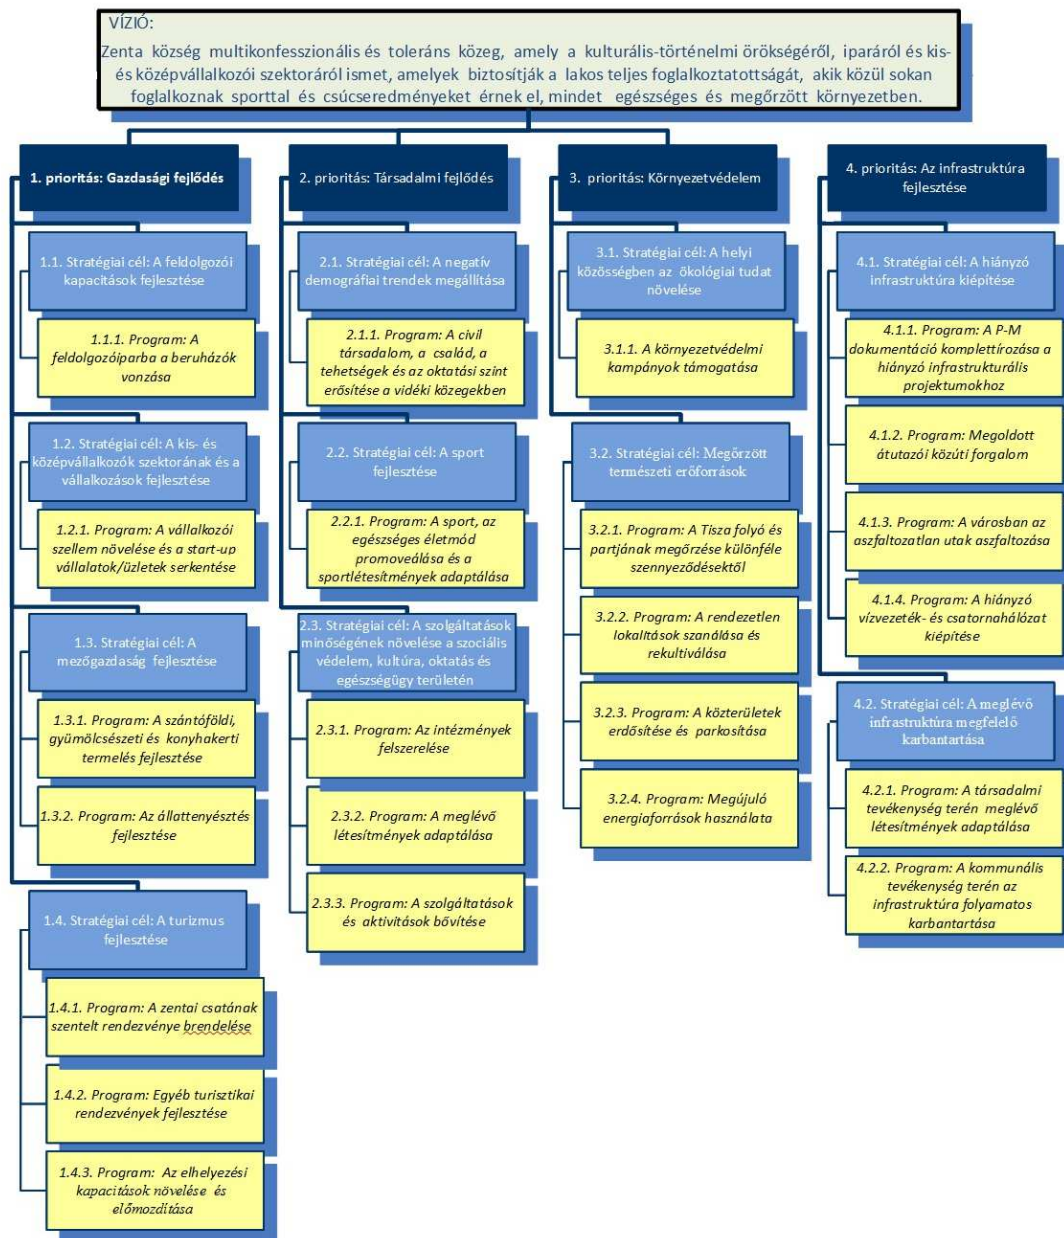 VÍZIÓ:
Zenta község multikonfesszionális és toleráns közeg, amely a kulturális-történelmi örökségéről, iparáról és kis-
és középvállalkozói szektoráról ismet, amelyek biztosítják a lakos teljes foglalkoztatottságát, akik közül sokan
foglalkoznak sporttal és csúcseredményeket érnek el, mindet egészséges és megőrzött környezetben.
1. prioritás: Gazdasági fejlődés
1.1. Stratégiai cél: A feldolgozói
kapacitások fejlesztése
1.1.1. Program: A
feldolgozóiparba a beruházók
vonzása
1.2. Stratégiai cél: A kis- és
középvállalkozók szektorának és a
vállalkozások fejlesztése
1.2.1. Program: A vállalkozói
szellem növelése és a start-up
vállalatok/üzletek serkentése
1.3. Stratégiai cél: A
mezőgazdaság fejlesztése
1.3.1. Program: A szántóföldi,
gyümölcsészeti és konyhakerti
termelés fejlesztése
1.3.2. Program: Az állattenyésztés
fejlesztése
1.4. Stratégiai cél: A turizmus
fejlesztése
1.4.1. Program: A zentai csatának
szentelt rendezvénye brendelése
1.4.2. Program: Egyéb turisztikai
rendezvények fejlesztése
1.4.3. Program: Az elhelyezési
kapacitások növelése és
előmozdítása
2. prioritás: Társadalmi fejlődés
2.1. Stratégiai cél: A negatív
demográfiai trendek megállítása
2.1.1. Program: A civil
társadalom, a család, a
tehetségek és az oktatási szint
erősítése a vidéki közegekben
2.2. Stratégiai cél: A sport
fejlesztése
2.2.1. Program: A sport, az
egészséges életmód
promoveálása és a
sportlétesítmények adaptálása
2.3. Stratégiai cél: A szolgáltatások
minőségének növelése a szociális
védelem, kultúra, oktatás és
egészségügy területén
2.3.1. Program: Az intézmények
felszerelése
2.3.2. Program: A meglévő
létesítmények adaptálása
2.3.3. Program: A szolgáltatások
és aktivitások bővítése
3. prioritás: Környezetvédelem
3.1. Stratégiai cél: A helyi
közösségben az ökológiai tudat
növelése
3.1.1. A környezetvédelmi
kampányok támogatása
3.2. Stratégiai cél: Megőrzött
természeti erőforrások
3.2.1. Program: A Tisza folyó és
partjának megőrzése különféle
szennyeződésektől
3.2.2. Program: A rendezetlen
lokalitások szanálása és
rekultiválása
3.2.3. Program: A közterületek
erdősítése és parkosítása
3.2.4. Program: Megújuló
energiaforrások használata
4. prioritás: Az infrastruktúra
fejlesztése
4.1. Stratégiai cél: A hiányzó
infrastruktúra kiépítése
4.1.1. Program: A P-M
dokumentáció komplettírozása a
hiányzó infrastrukturális
projektumokhoz
4.1.2. Program: Megoldott
átutazói közúti forgalom
4.1.3. Program: A városban az
aszfaltozatlan utak aszfaltozása
4.1.4. Program: A hiányzó
vízvezeték- és csatornahálózat
kiépítése
4.2. Stratégiai cél: A meglévő
infrastruktúra megfelelő
karbantartása
4.2.1. Program: A társadalmi
tevékenység terén meglévő
létesítmények adaptálása
4.2.2. Program: A kommunális
tevékenység terén az
infrastruktúra folyamatos
karbantartása